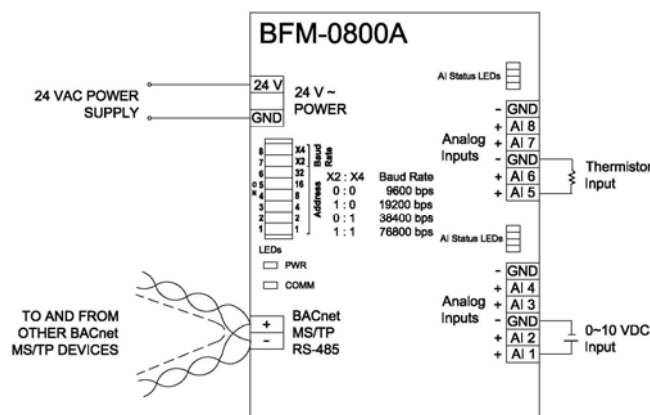 BFM-0800A
24 VAC POWER
SUPPLY
24 V
GND
24 V ~
POWER
8 X4
7 X2
6 32
5 16
4 8
3 4
2 2
1 1
ON
Baud
Rate
Address
X2 : X4 Baud Rate
0 : 0 9600 bps
1 : 0 19200 bps
0 : 1 38400 bps
1 : 1 76800 bps
LEDs
PWR
COMM
TO AND FROM
OTHER BACnet
MS/TP DEVICES
+
-
BACnet
MS/TP
RS-485
AI Status LEDs
Analog
Inputs
- GND
+ AI 8
+ AI 7
- GND
+ AI 6
+ AI 5
Thermistor
Input
AI Status LEDs
Analog
Inputs
- GND
+ AI 4
+ AI 3
- GND
+ AI 2
+ AI 1
0~10 VDC
Input